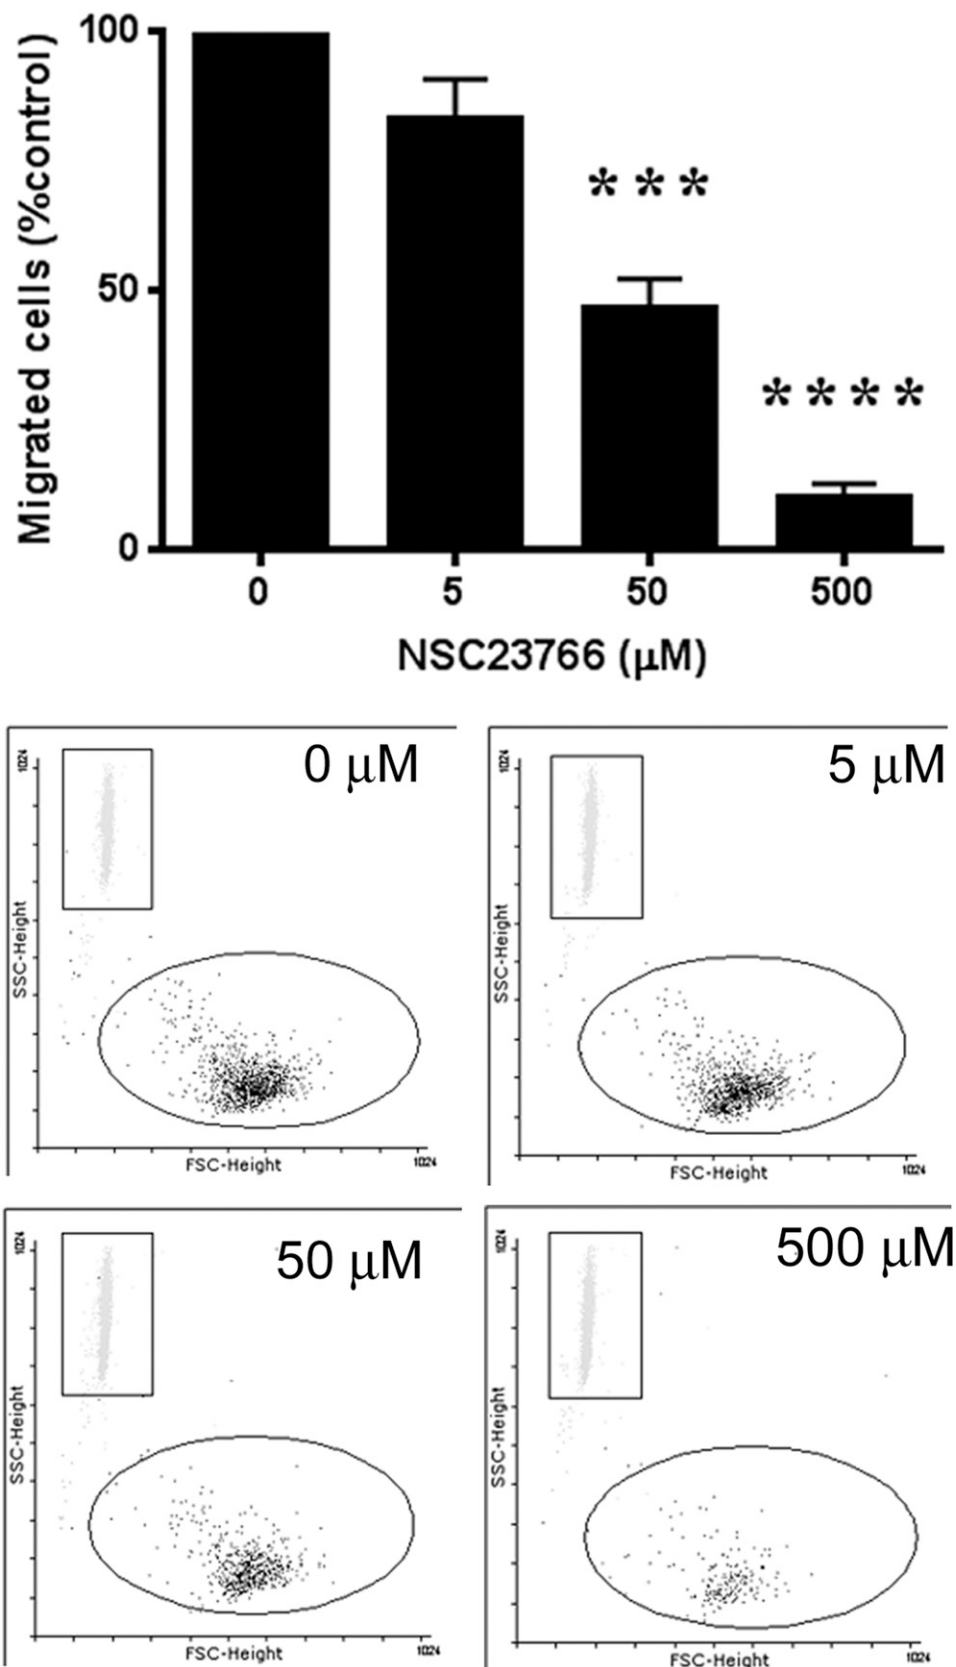 Migrated cells (%control)
100
50
0
***
****
0 5 50 500
NSC23766 (μM)
0 μM
1024
SSC-Height
FSC-Height
1024
5 μM
1024
SSC-Height
FSC-Height
1024
50 μM
1024
SSC-Height
FSC-Height
1024
500 μM
1024
SSC-Height
FSC-Height
1024